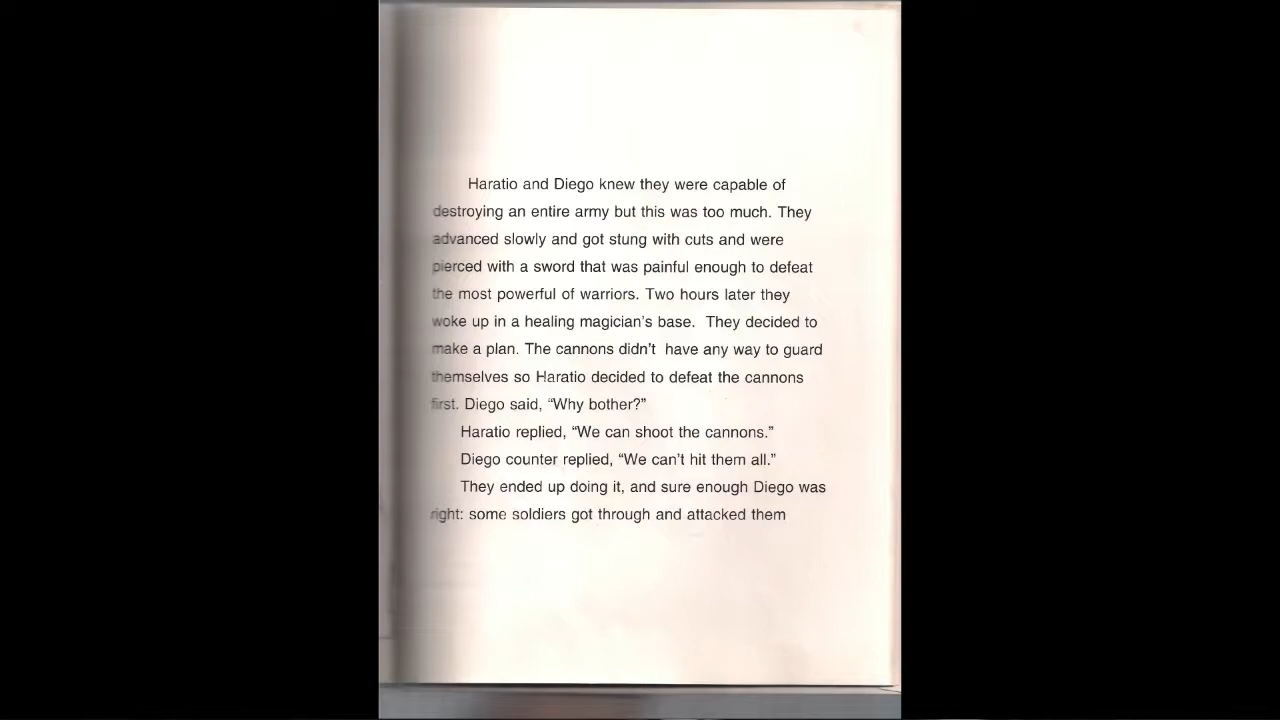 Haratio and Diego knew they were capable of
destroying an entire army but this was too much. They
advanced slowly and got stung with cuts and were
pierced with a sword that was painful enough to defeat
the most powerful of warriors. Two hours later they
woke up in a healing magician's base.  They decided to
make a plan. The cannons didn't  have any way to guard
themselves so Haratio decided to defeat the cannons
first. Diego said, “Why bother?”
Haratio replied, “We can shoot the cannons.”
Diego counter replied, “We can't hit them all.”
They ended up doing it, and sure enough Diego was
right: some soldiers got through and attacked them